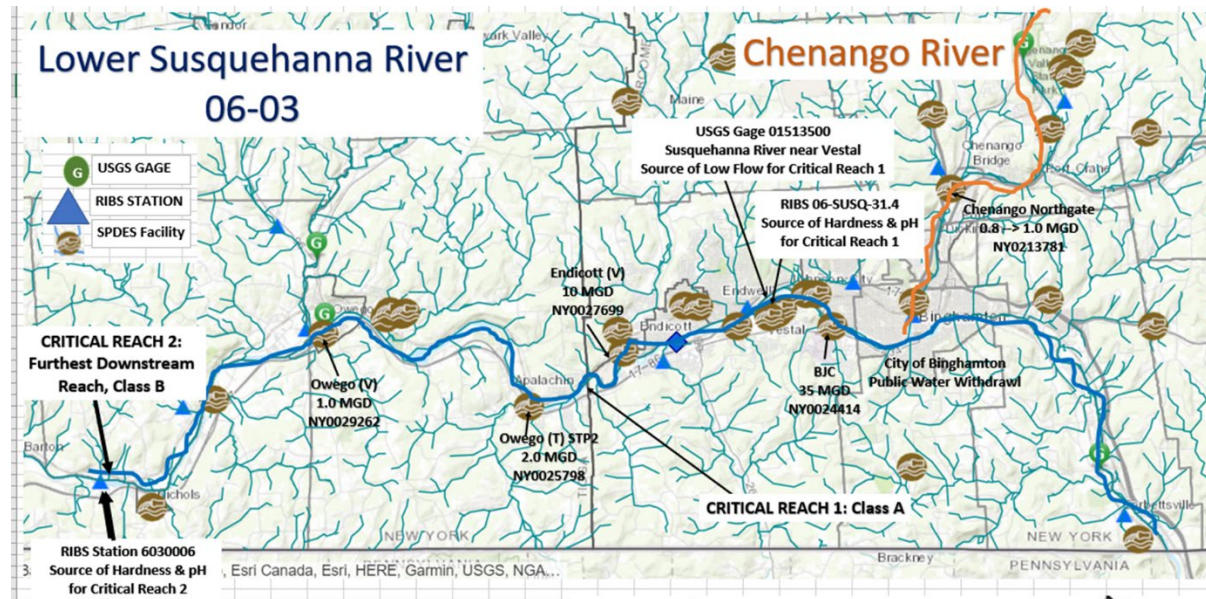 Lower Susquehanna River
06-03
Chenango River
USGS GAGE
RIBS STATION
SPDES Facility
G
G
G
G
G
Maine
USGS Gage 01513500
Susquehanna River near Vestal
Source of Low Flow for Critical Reach 1
RIBS 06-SUSQ-31.4
Source of Hardness & pH
for Critical Reach 1
Chenango
Bridge
Chenango Northgate
0.8 --> 1.0 MGD
NY0213781
Endicott (V)
10 MGD
NY0027699
Endwell
Endicott
Vestal
Binghamton
City of Binghamton
Public Water Withdrawl
BJC
35 MGD
NY0024414
Owego
CRITICAL REACH 2:
Furthest Downstream
Reach, Class B
Owego (V)
1.0 MGD
NY0029262
Apalachin
17-86
Owego (T) STP2
2.0 MGD
NY0025798
CRITICAL REACH 1: Class A
Barton
Nichols
RIBS Station 6030006
Source of Hardness & pH
for Critical Reach 2
NEW YORK
NEW YORK
PENNSYLVANIA
Brackney
Esri Canada, Esri, HERE, Garmin, USGS, NGA...